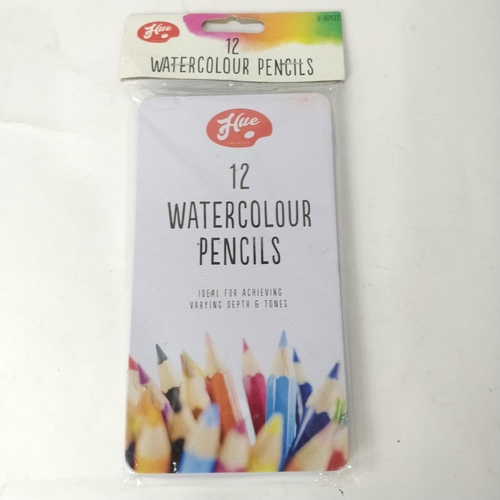 Hue
12
WATERCOLOUR PENCILS
Hue
12
WATERCOLOUR
PENCILS
IDEAL FOR ACHIEVING
VARYING DEPTH & TONES